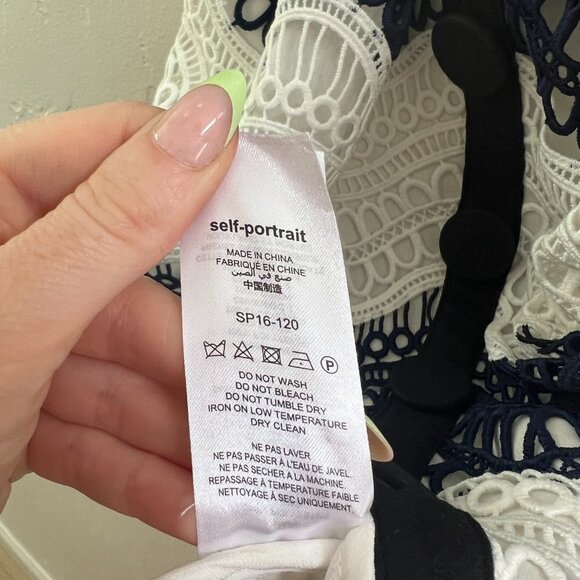 self-portrait
MADE IN CHINA
FABRIQUÉ EN CHINE
صنع في الصين
中国制造
SP16-120
P
DO NOT WASH
DO NOT BLEACH
DO NOT TUMBLE DRY
IRON ON LOW TEMPERATURE
DRY CLEAN
NE PAS LAVER
NE PAS PASSER À L'EAU DE JAVEL.
NE PAS SECHER A LA MACHINE.
REPASSAGE À TEMPERATURE FAIBLE
NETTOYAGE À SEC UNIQUEMENT.